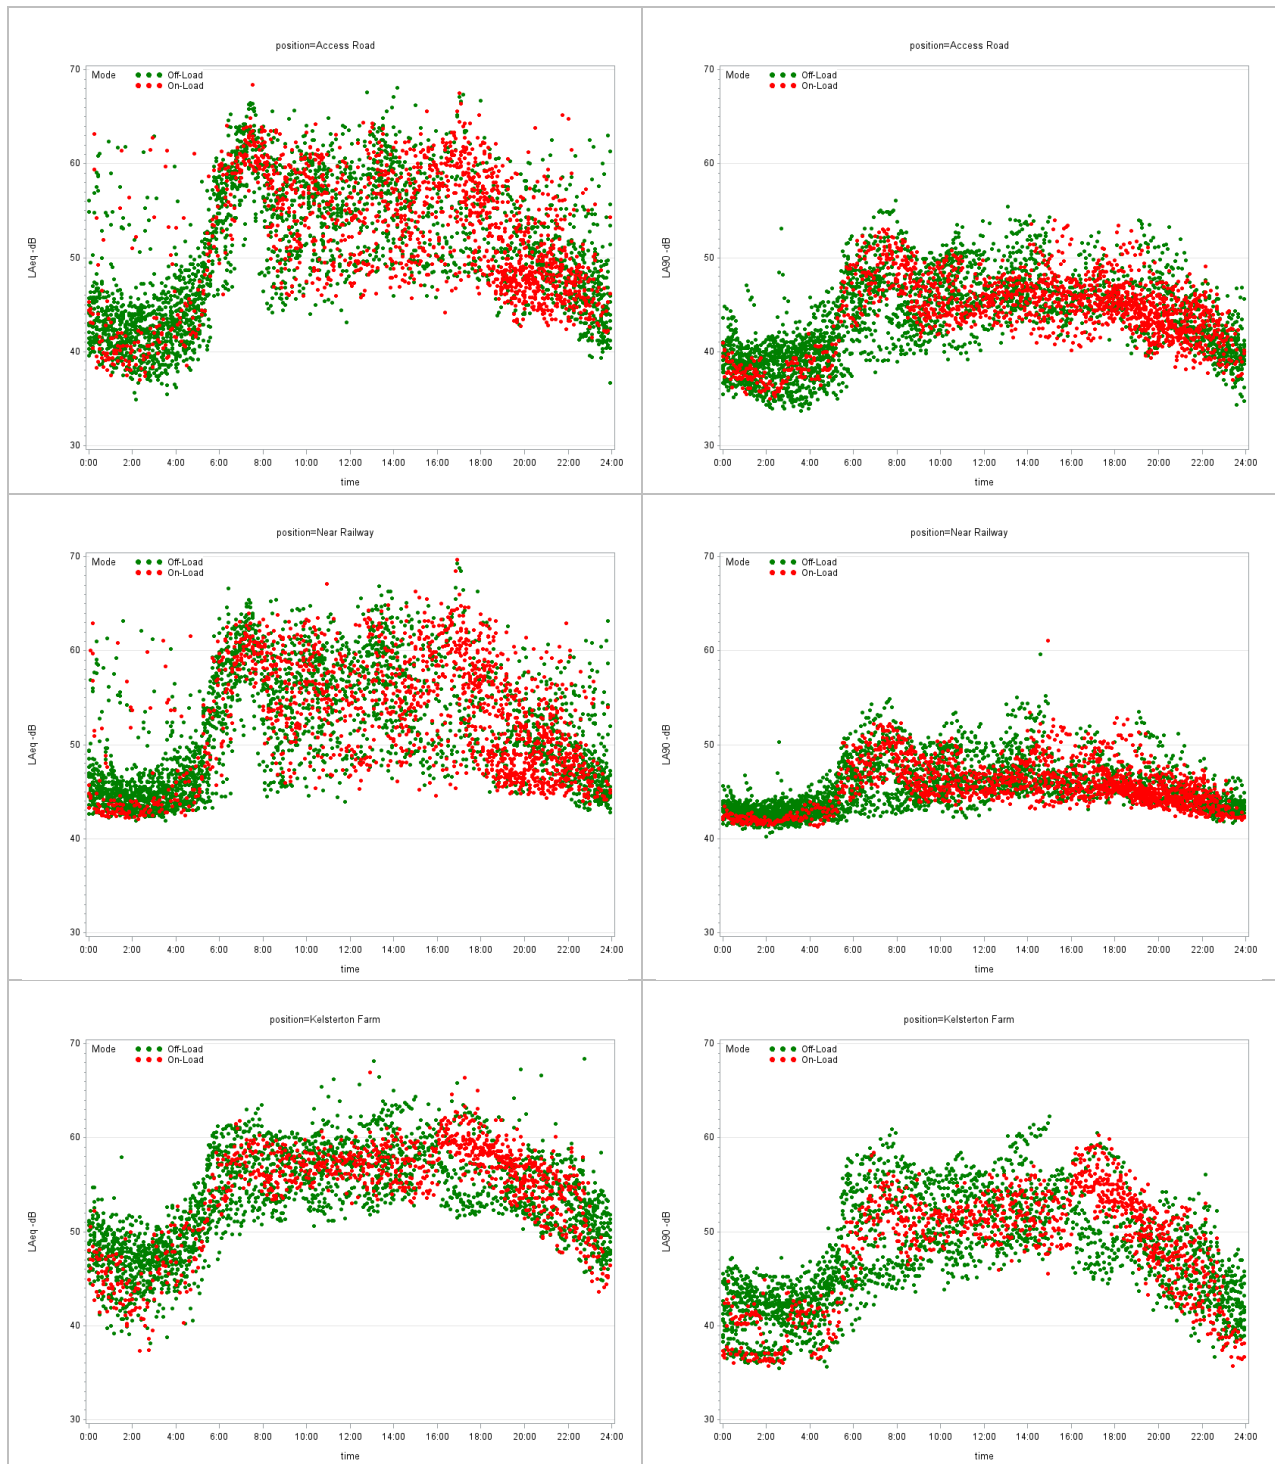 position=Access Road
Mode Off-Load
On-Load
70
60
50
40
30
LAeq -dB
0:00 2:00 4:00 6:00 8:00 10:00 12:00 14:00 16:00 18:00 20:00 22:00 24:00
time
position=Access Road
Mode Off-Load
On-Load
70
60
50
40
30
LA90 -dB
0:00 2:00 4:00 6:00 8:00 10:00 12:00 14:00 16:00 18:00 20:00 22:00 24:00
time
position=Near Railway
Mode Off-Load
On-Load
70
60
50
40
30
LAeq -dB
0:00 2:00 4:00 6:00 8:00 10:00 12:00 14:00 16:00 18:00 20:00 22:00 24:00
time
position=Near Railway
Mode Off-Load
On-Load
70
60
50
40
30
LA90 -dB
0:00 2:00 4:00 6:00 8:00 10:00 12:00 14:00 16:00 18:00 20:00 22:00 24:00
time
position=Kelsterton Farm
Mode Off-Load
On-Load
70
60
50
40
30
LAeq -dB
0:00 2:00 4:00 6:00 8:00 10:00 12:00 14:00 16:00 18:00 20:00 22:00 24:00
time
position=Kelsterton Farm
Mode Off-Load
On-Load
70
60
50
40
30
LA90 -dB
0:00 2:00 4:00 6:00 8:00 10:00 12:00 14:00 16:00 18:00 20:00 22:00 24:00
time